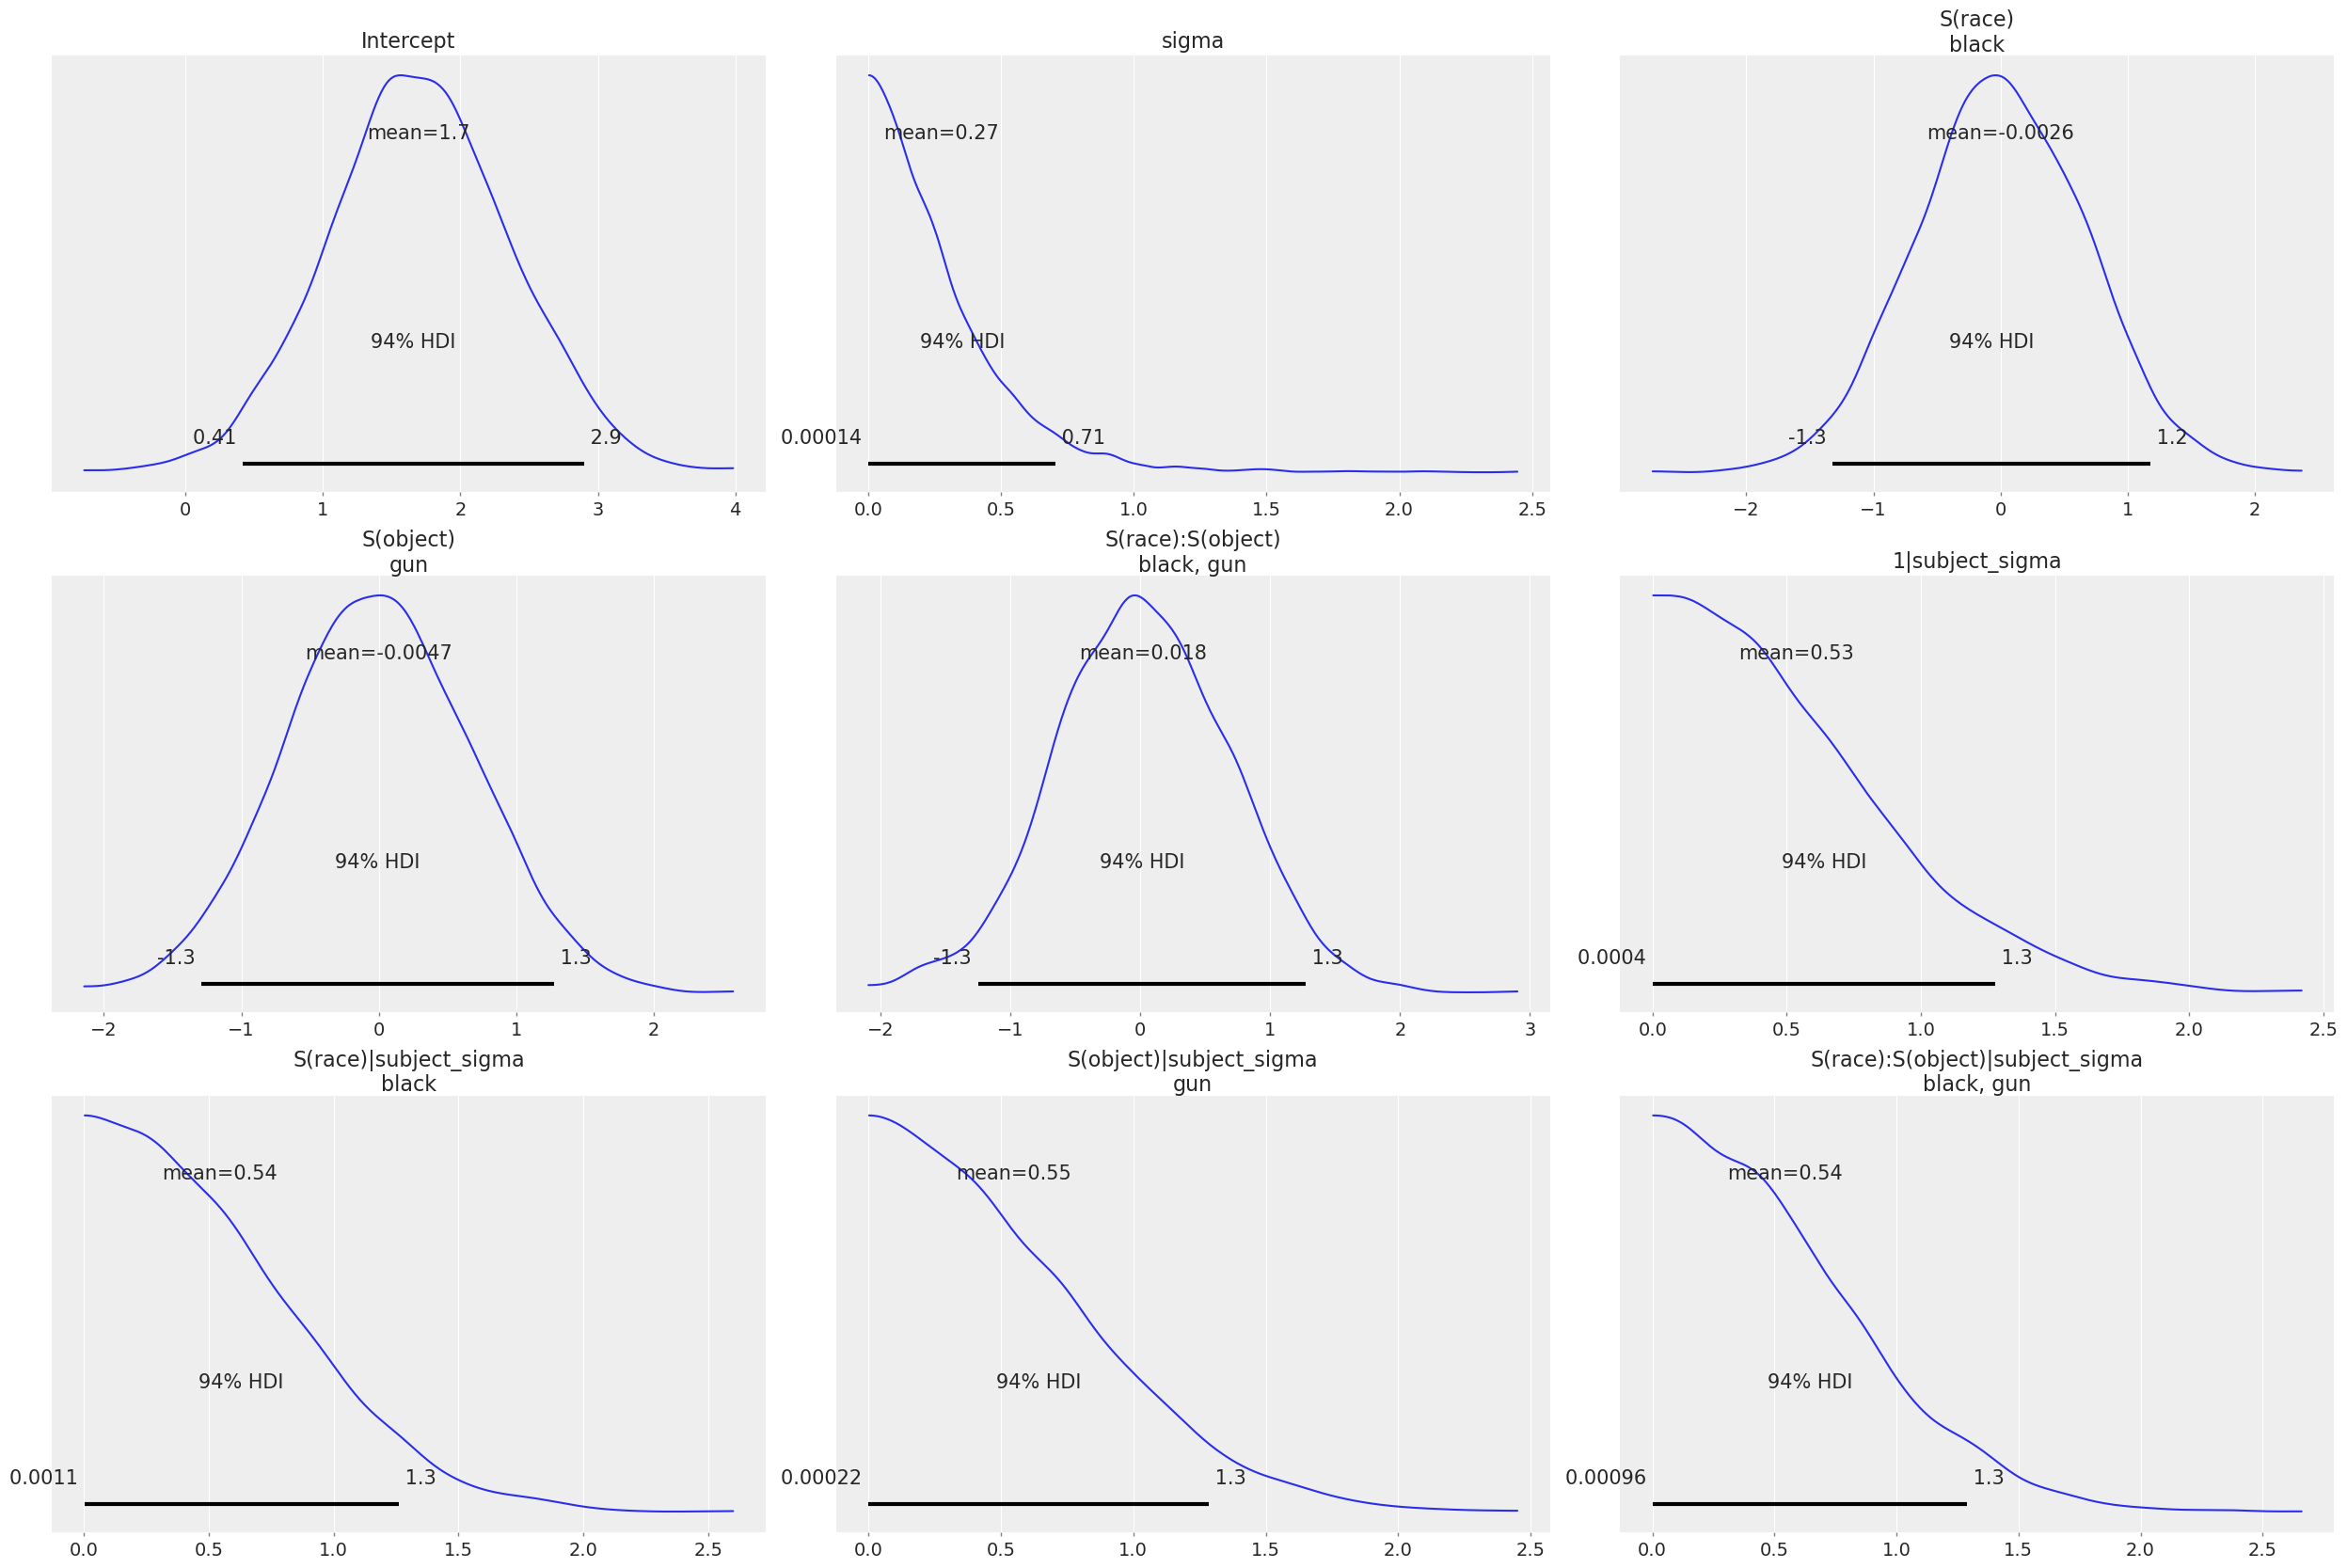 Intercept
mean=1.7
94% HDI
0.41 2.9
0 1 2 3 4
sigma
mean=0.27
94% HDI
0.00014 0.71
0.0 0.5 1.0 1.5 2.0 2.5
S(race)
black
mean=-0.0026
94% HDI
-1.3 1.2
−2 −1 0 1 2
S(object)
gun
mean=-0.0047
94% HDI
-1.3 1.3
−2 −1 0 1 2
S(race):S(object)
black, gun
mean=0.018
94% HDI
-1.3 1.3
−2 −1 0 1 2 3
1|subject_sigma
mean=0.53
94% HDI
0.0004 1.3
0.0 0.5 1.0 1.5 2.0 2.5
S(race)|subject_sigma
black
mean=0.54
94% HDI
0.0011 1.3
0.0 0.5 1.0 1.5 2.0 2.5
S(object)|subject_sigma
gun
mean=0.55
94% HDI
0.00022 1.3
0.0 0.5 1.0 1.5 2.0 2.5
S(race):S(object)|subject_sigma
black, gun
mean=0.54
94% HDI
0.00096 1.3
0.0 0.5 1.0 1.5 2.0 2.5